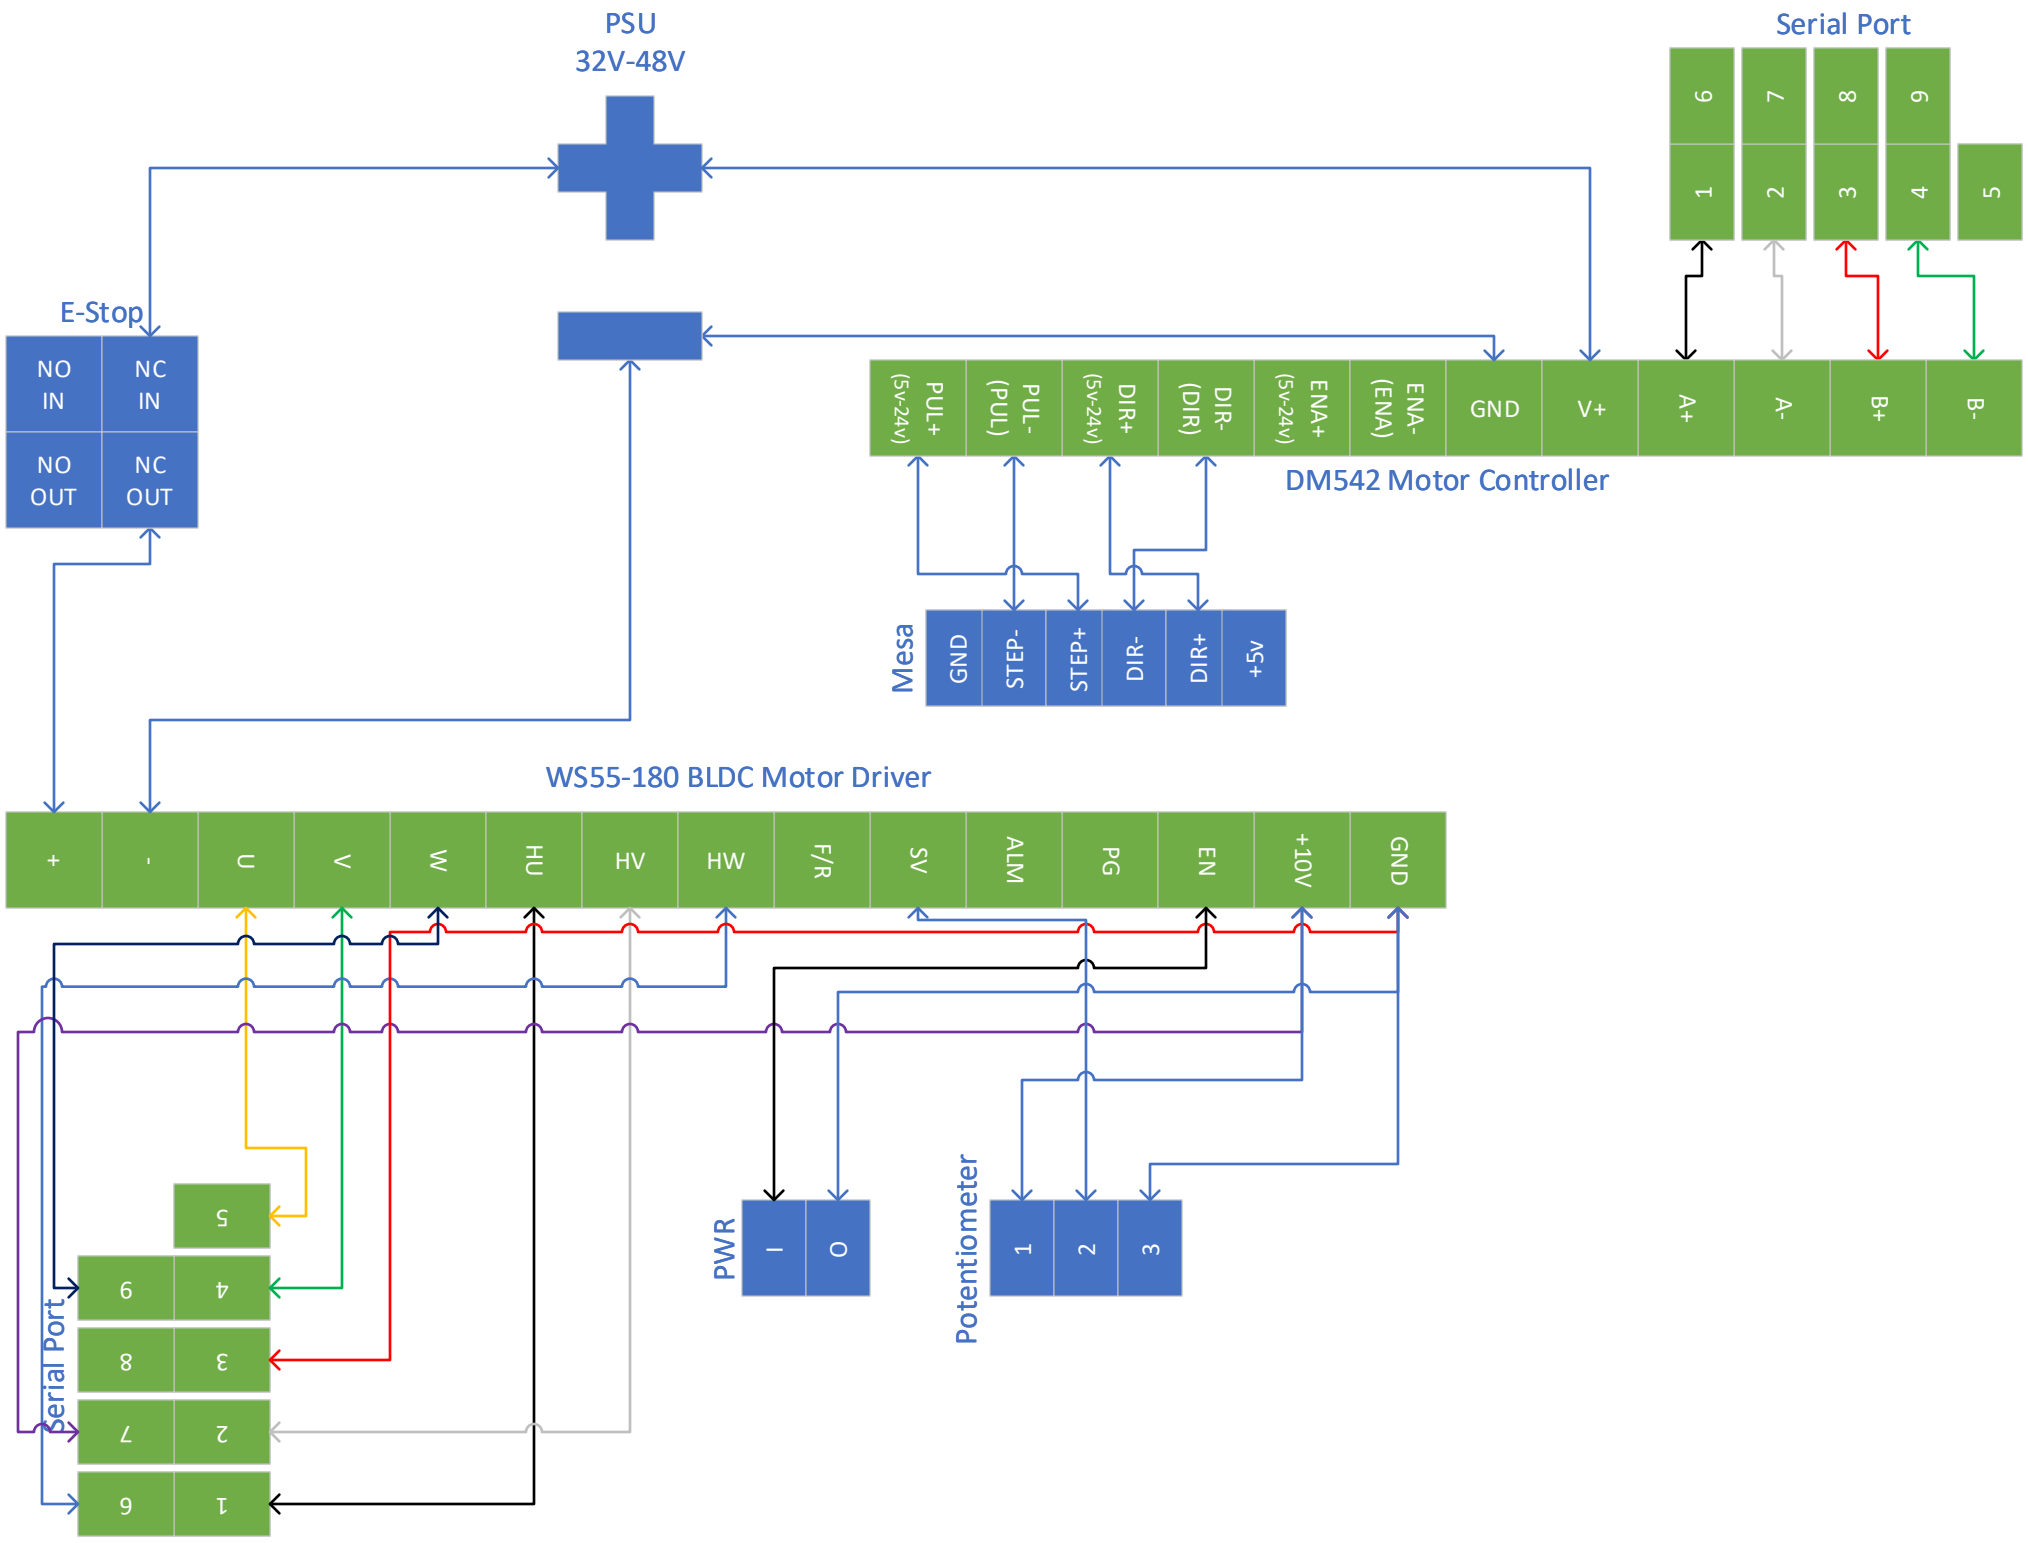 PSU
32V-48V
Serial Port
6
7
8
9
1
2
3
4
5
E-Stop
NO
IN
NC
IN
NO
OUT
NC
OUT
PUL+
(5v-24v)
PUL-
(PUL)
DIR+
(5v-24v)
DIR-
(DIR)
ENA+
(5v-24v)
ENA-
(ENA)
GND
V+
A+
A-
B+
B-
DM542 Motor Controller
Mesa
GND
STEP-
STEP+
DIR-
DIR+
+5v
WS55-180 BLDC Motor Driver
+
-
U
V
W
HU
HV
HW
F/R
SV
ALM
PG
EN
+10V
GND
PWR
I
O
Potentiometer
1
2
3
Serial Port
5
9
4
8
3
7
2
6
1